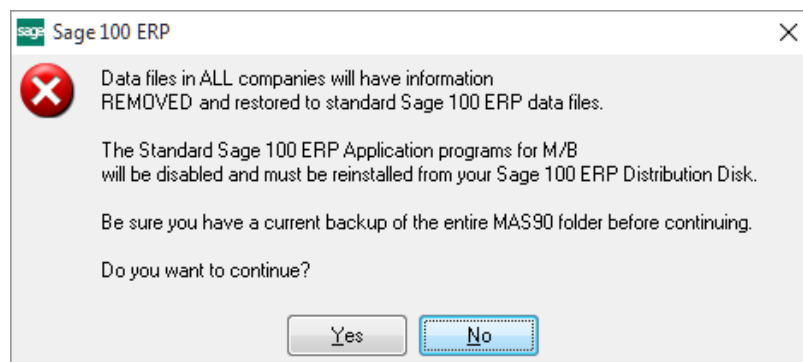 sage Sage 100 ERP
Data files in ALL companies will have information
REMOVED and restored to standard Sage 100 ERP data files.
The Standard Sage 100 ERP Application programs for M/B
will be disabled and must be reinstalled from your Sage 100 ERP Distribution Disk.
Be sure you have a current backup of the entire MAS90 folder before continuing.
Do you want to continue?
Yes No